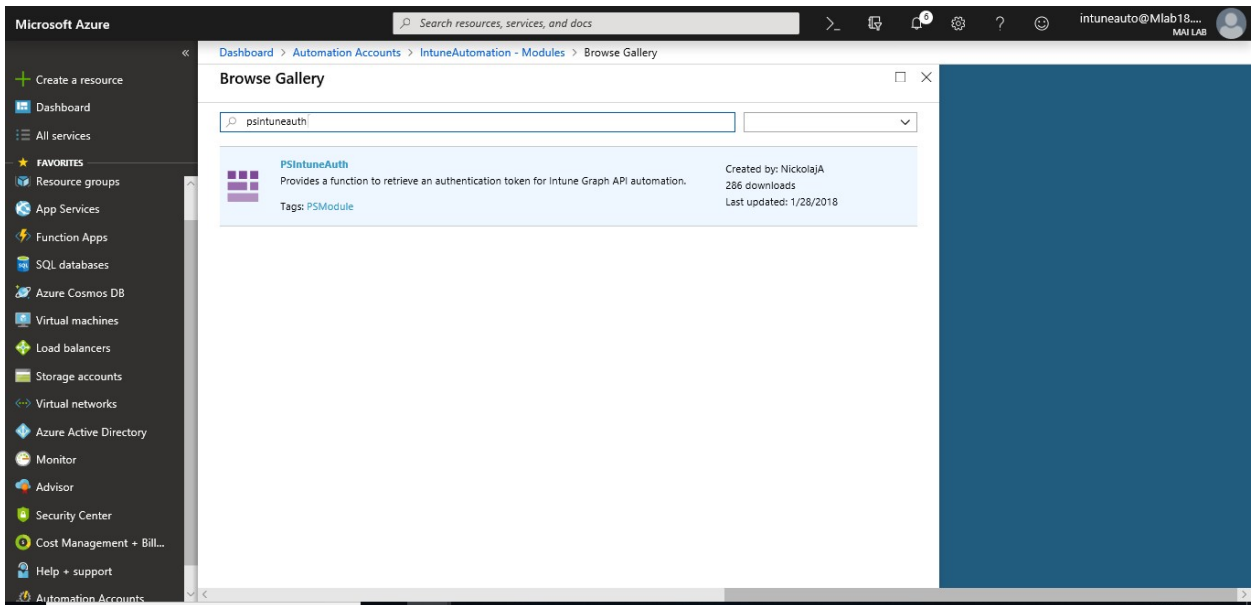 Microsoft Azure
Search resources, services, and docs
>_
6
?
intuneauto@Mlab18....
MAI LAB
«
Dashboard > Automation Accounts > IntuneAutomation - Modules > Browse Gallery
Create a resource
Dashboard
All services
FAVORITES
Resource groups
App Services
Function Apps
SQL databases
Azure Cosmos DB
Virtual machines
Load balancers
Storage accounts
Virtual networks
Azure Active Directory
Monitor
Advisor
Security Center
Cost Management + Bill...
Help + support
Automation Accounts
Browse Gallery
psintuneauth
PSIntuneAuth
Provides a function to retrieve an authentication token for Intune Graph API automation.
Tags: PSModule
Created by: NickolajA
286 downloads
Last updated: 1/28/2018